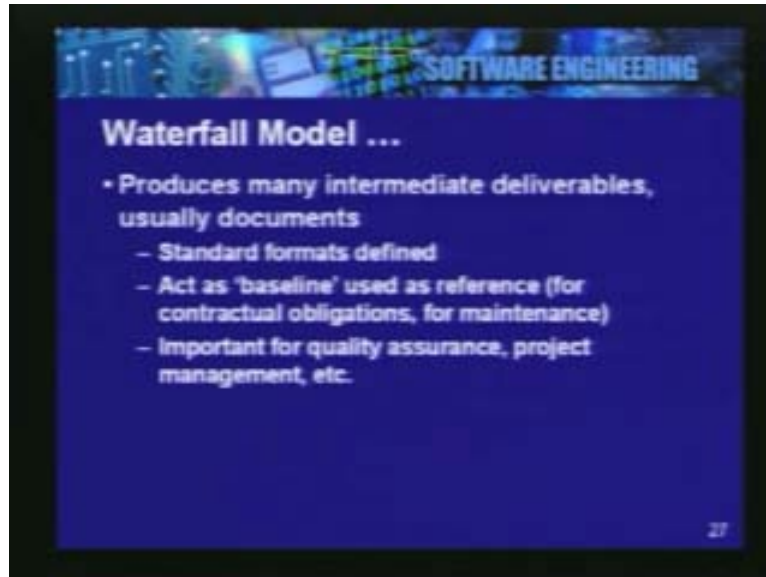 SOFTWARE ENGINEERING
Waterfall Model ...
• Produces many intermediate deliverables,
usually documents
– Standard formats defined
– Act as 'baseline' used as reference (for
contractual obligations, for maintenance)
– Important for quality assurance, project
management, etc.
27